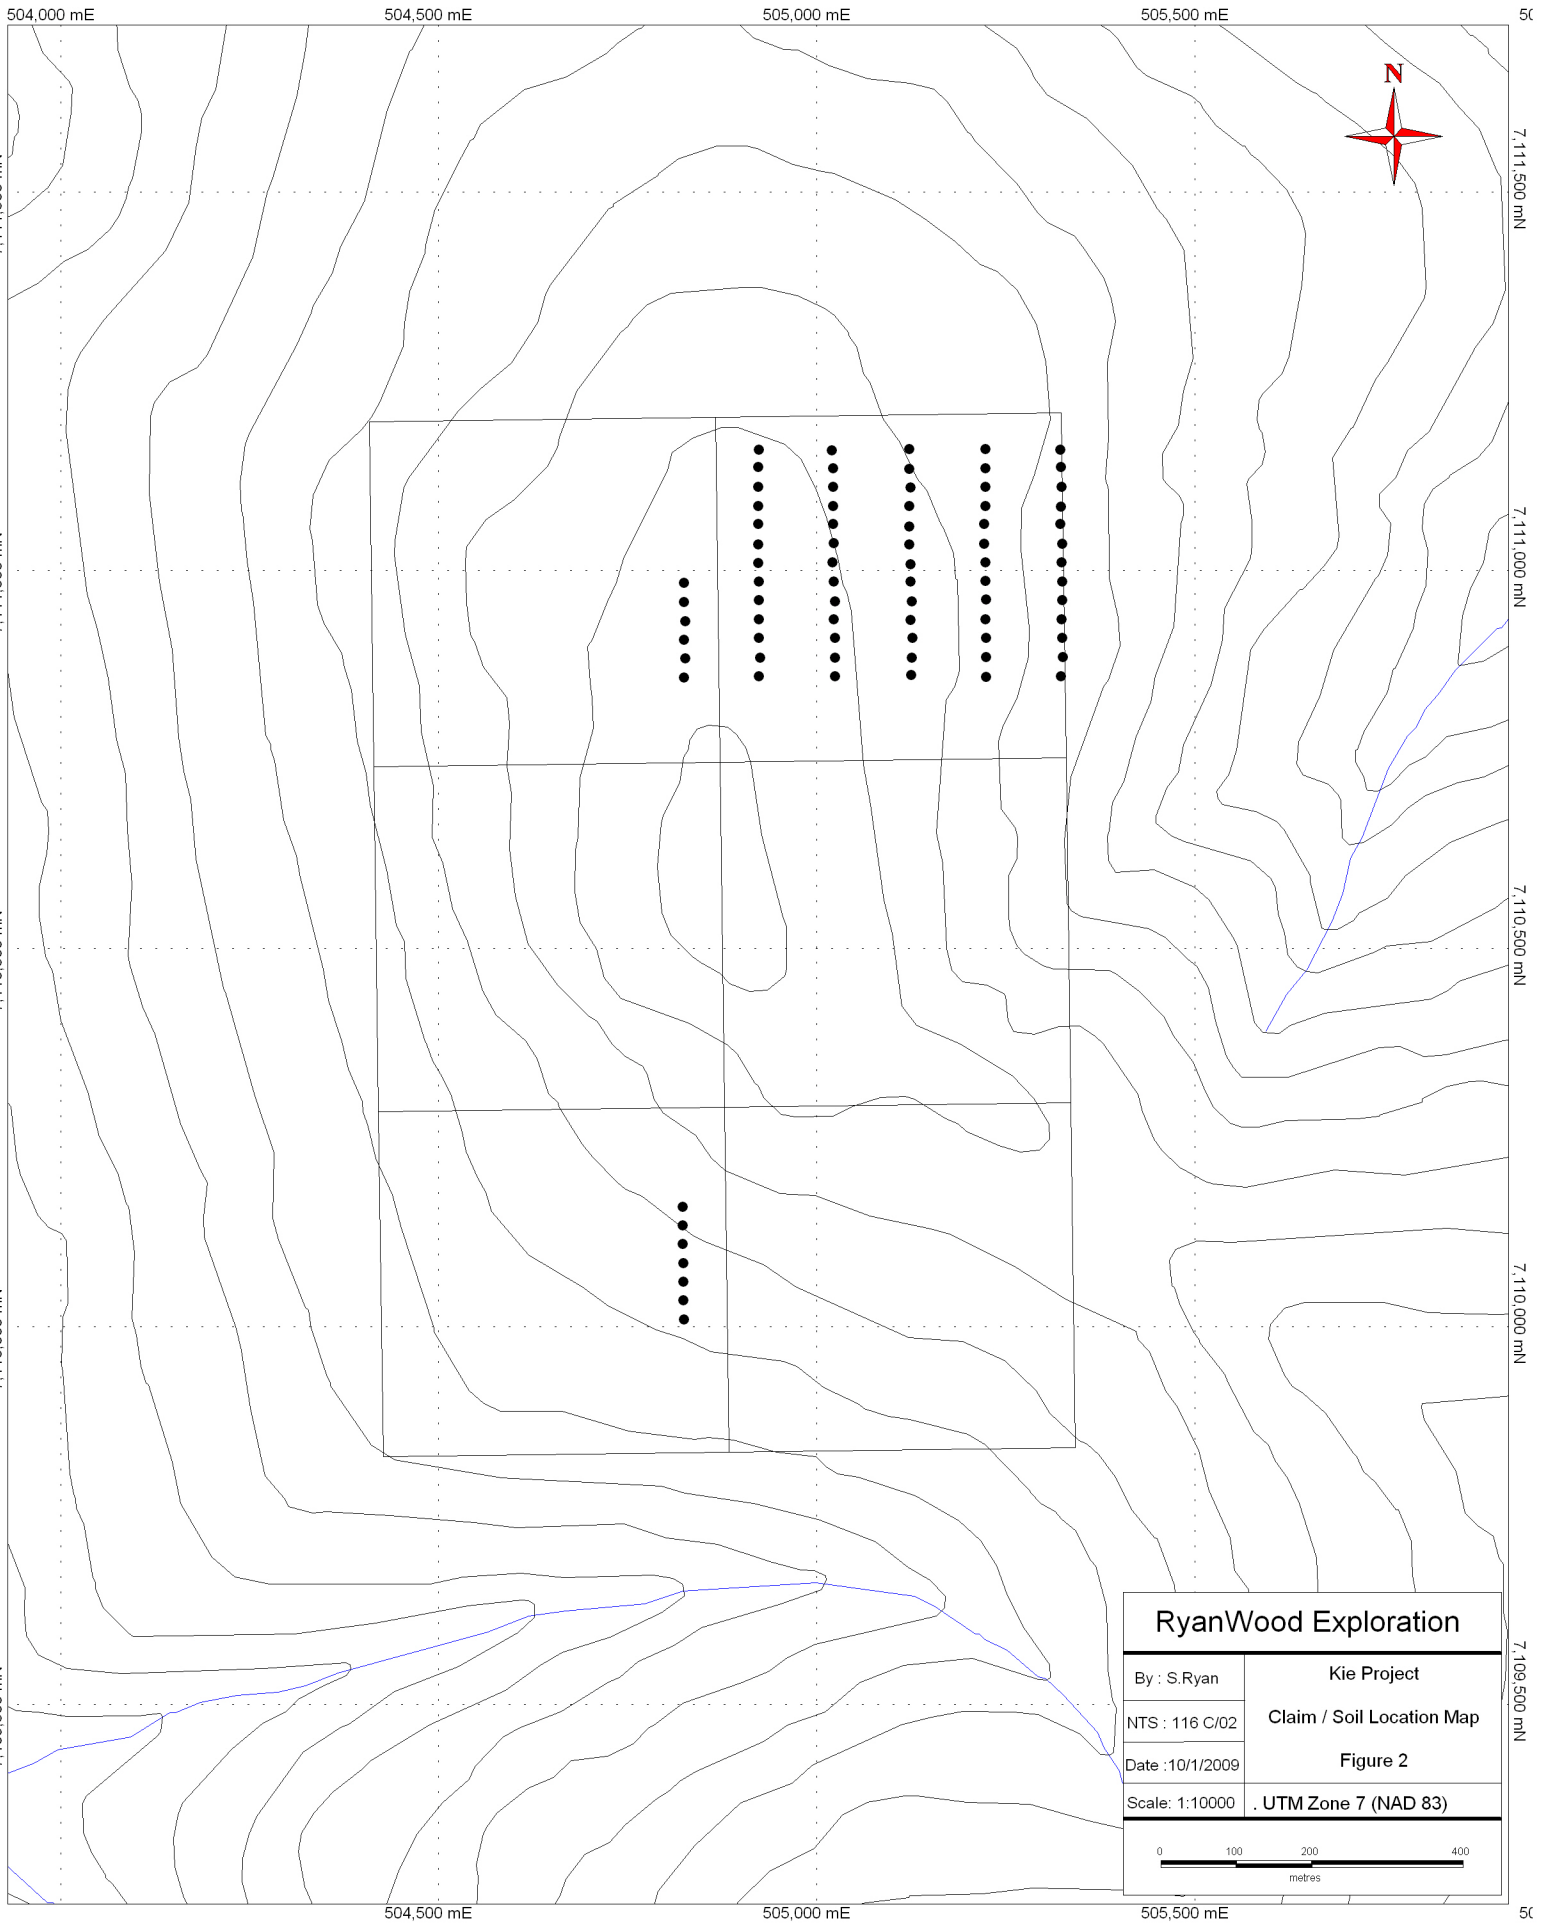 504,000 mE 504,500 mE 505,000 mE 505,500 mE
N
7,111,500 mN
7,111,000 mN
7,110,500 mN
7,110,000 mN
7,109,500 mN
RyanWood Exploration
By : S.Ryan
Kie Project
NTS : 116 C/02
Claim / Soil Location Map
Date :10/1/2009
Figure 2
Scale: 1:10000
. UTM Zone 7 (NAD 83)
0 100 200 400
metres
504,500 mE 505,000 mE 505,500 mE